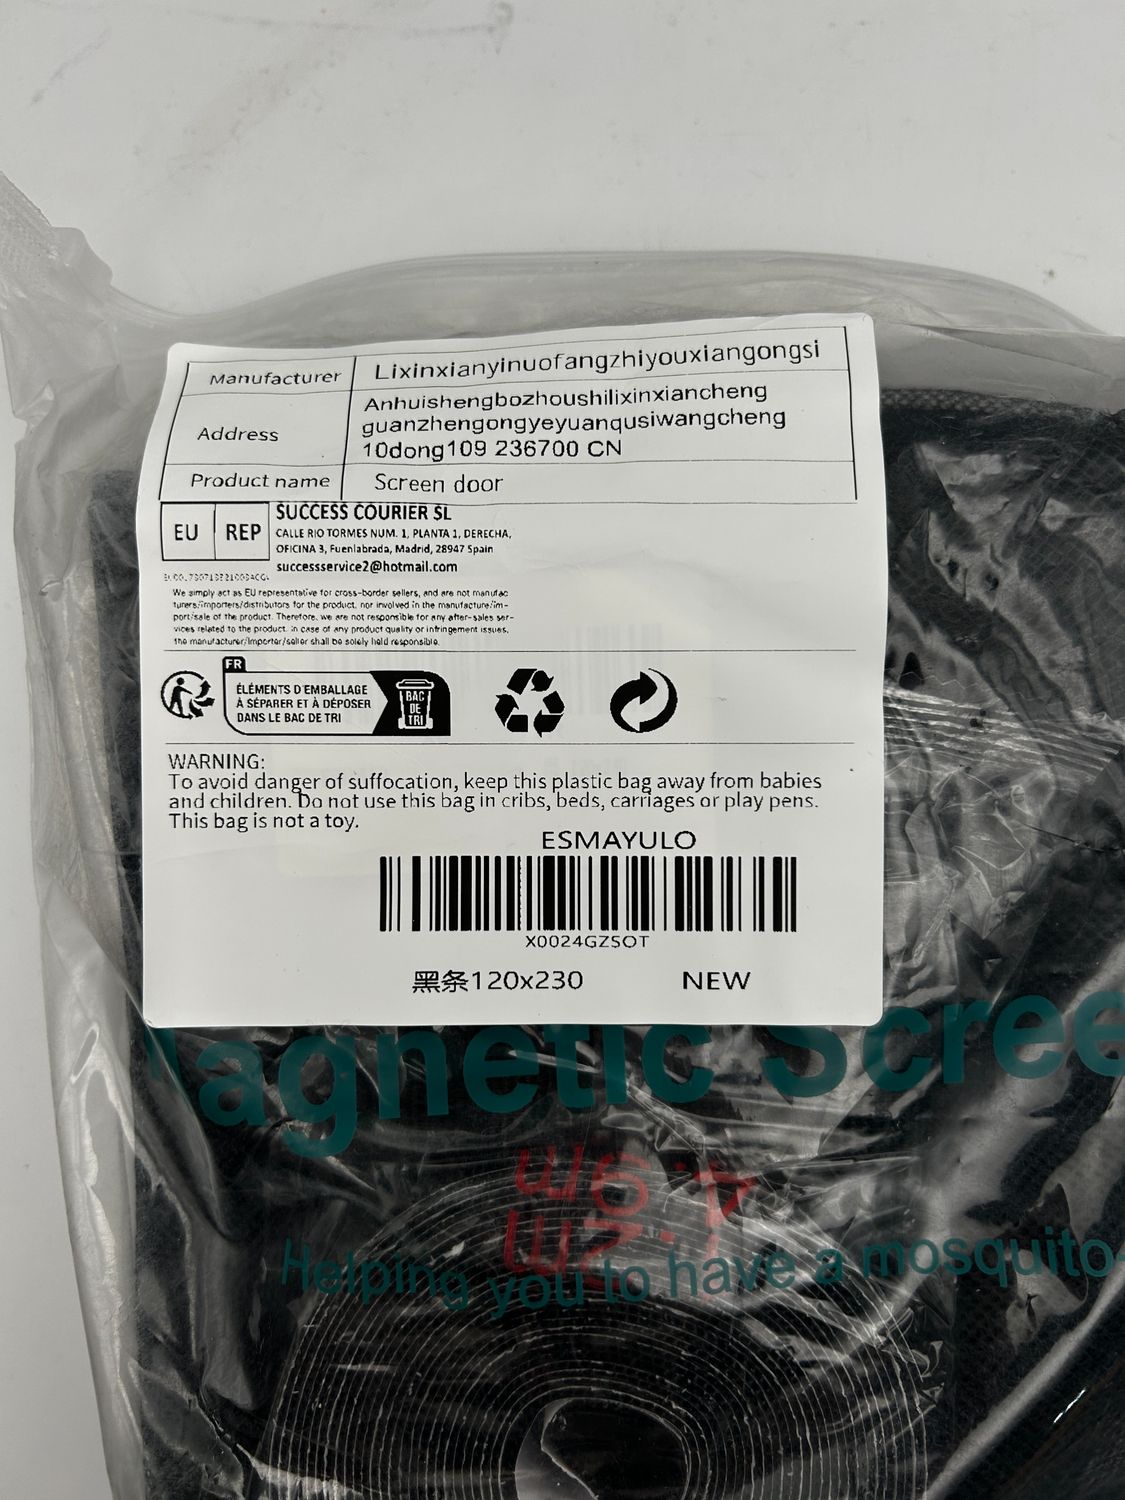 Manufacturer Lixinxianyinuofangzhiyouxiangongsi
Address Anhuishengbozhoushilixinxiancheng
guanzhengongyeyuanqusiwangcheng
10dong109 236700 CN
Product name Screen door
EU REP
SUCCESS COURIER SL
CALLE RIO TORMES NUM. 1, PLANTA 1, DERECHA,
OFICINA 3, Fuenlabrada, Madrid, 28947 Spain
successservice2@hotmail.com
We simply act as EU representative for cross-border sellers, and are not manufac
turers/importers/distributors for the product, nor involved in the manufacture/im-
port/sale of the product. Therefore, we are not responsible for any after-sales ser-
vices related to the product. In case of any product quality or infringement issues,
the manufacturer/importer/seller shall be solely held responsible.
FR
ÉLÉMENTS D'EMBALLAGE
À SÉPARER ET À DÉPOSER
DANS LE BAC DE TRI
BAC
DE
TRI
WARNING:
To avoid danger of suffocation, keep this plastic bag away from babies
and children. Do not use this bag in cribs, beds, carriages or play pens.
This bag is not a toy.
ESMAYULO
X0024GZSOT
黑条120x230 NEW
Magnetic Scree
Helping you to have a mosquito-